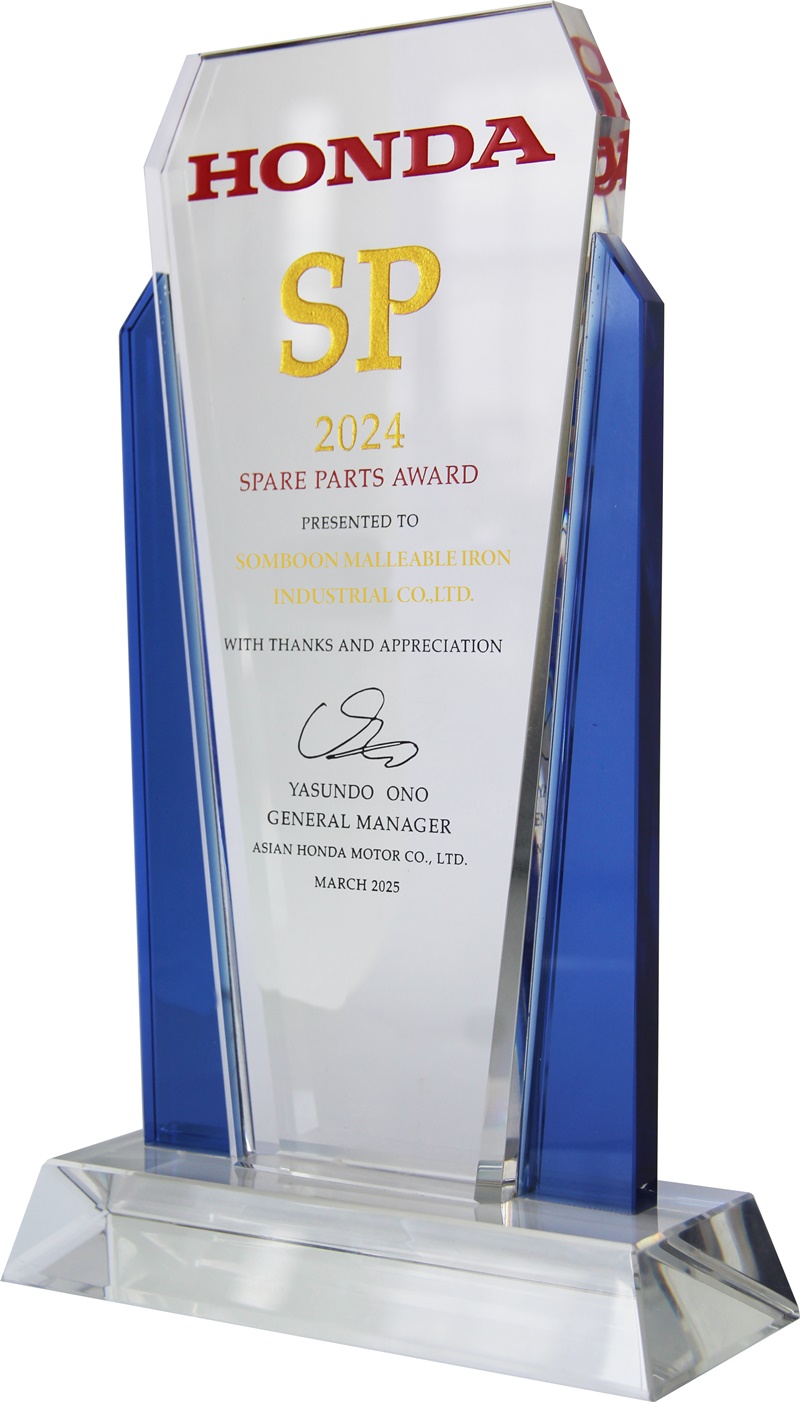 HONDA
SP
2024
SPARE PARTS AWARD
PRESENTED TO
SOMBOON MALLEABLE IRON
INDUSTRIAL CO.,LTD.
WITH THANKS AND APPRECIATION
YASUNDO ONO
GENERAL MANAGER
ASIAN HONDA MOTOR CO., LTD.
MARCH 2025